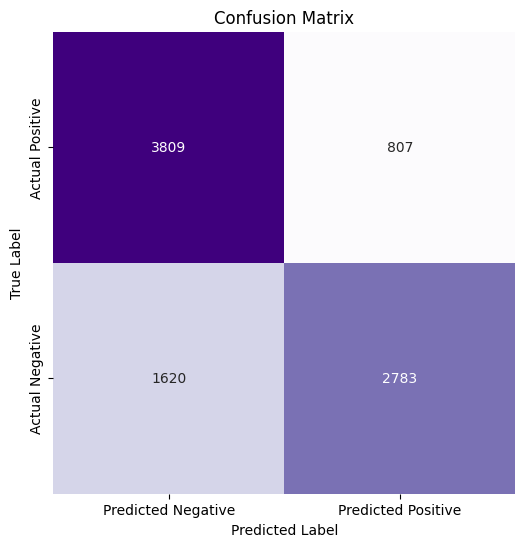 Confusion Matrix
True Label
Actual Positive
3809
807
Actual Negative
1620
2783
Predicted Negative
Predicted Positive
Predicted Label